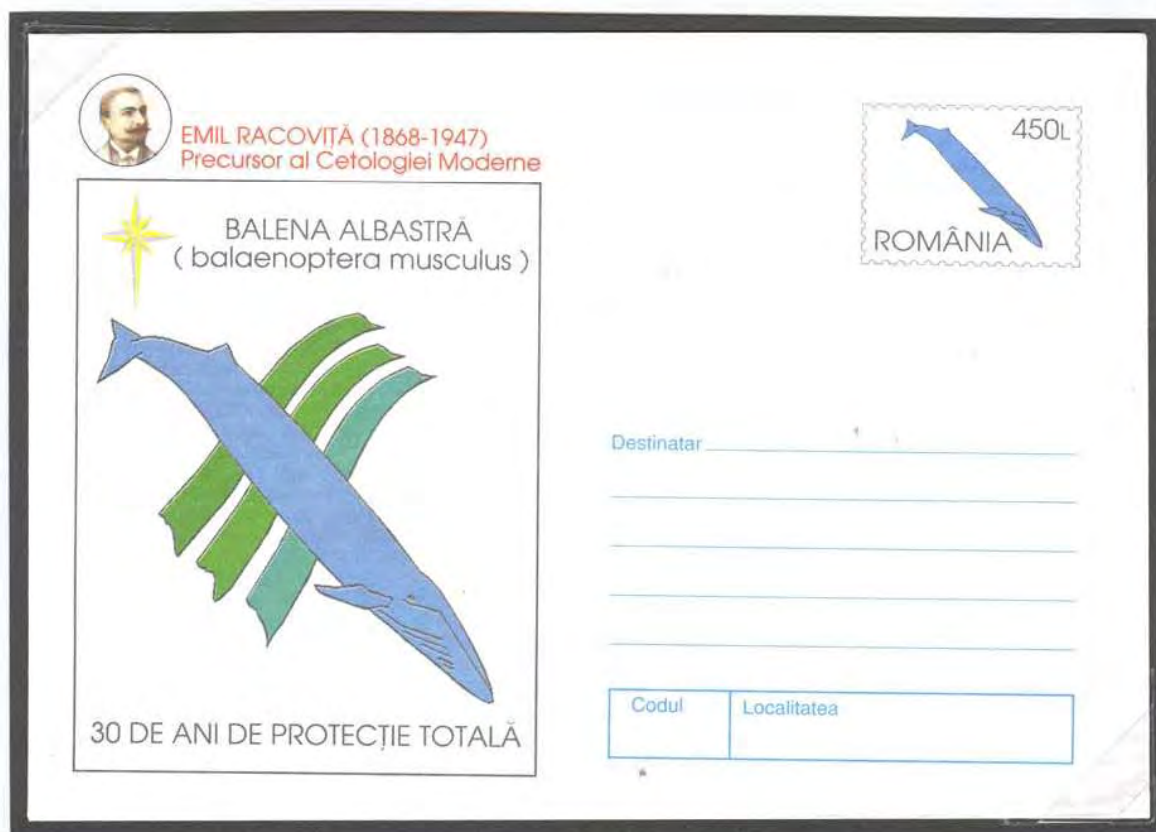 EMIL RACOVIȚĂ (1868-1947)
Precursor al Cetologiei Moderne
450L
ROMÂNIA
BALENA ALBASTRĂ
( balaenoptera musculus )
30 DE ANI DE PROTECȚIE TOTALĂ
Destinatar
Codul
Localitatea